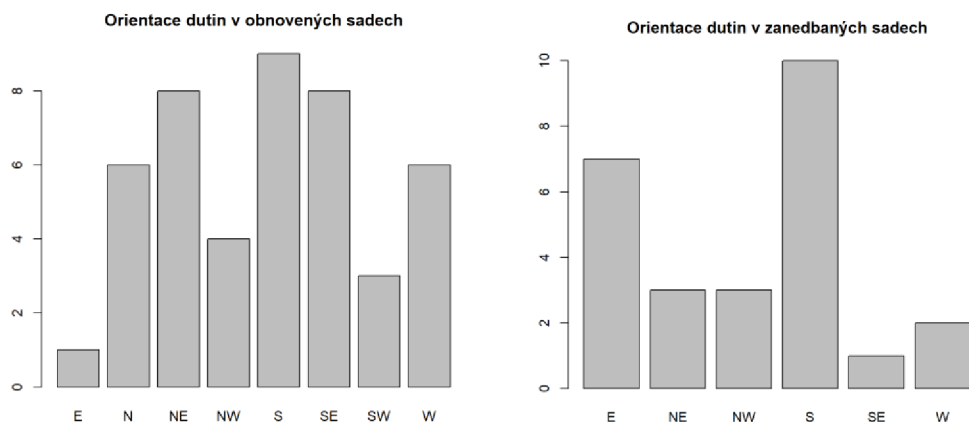 Orientace dutin v obnovených sadech
8
6
4
2
0
E N NE NW S SE SW W
Orientace dutin v zanedbaných sadech
10
8
6
4
2
0
E NE NW S SE W